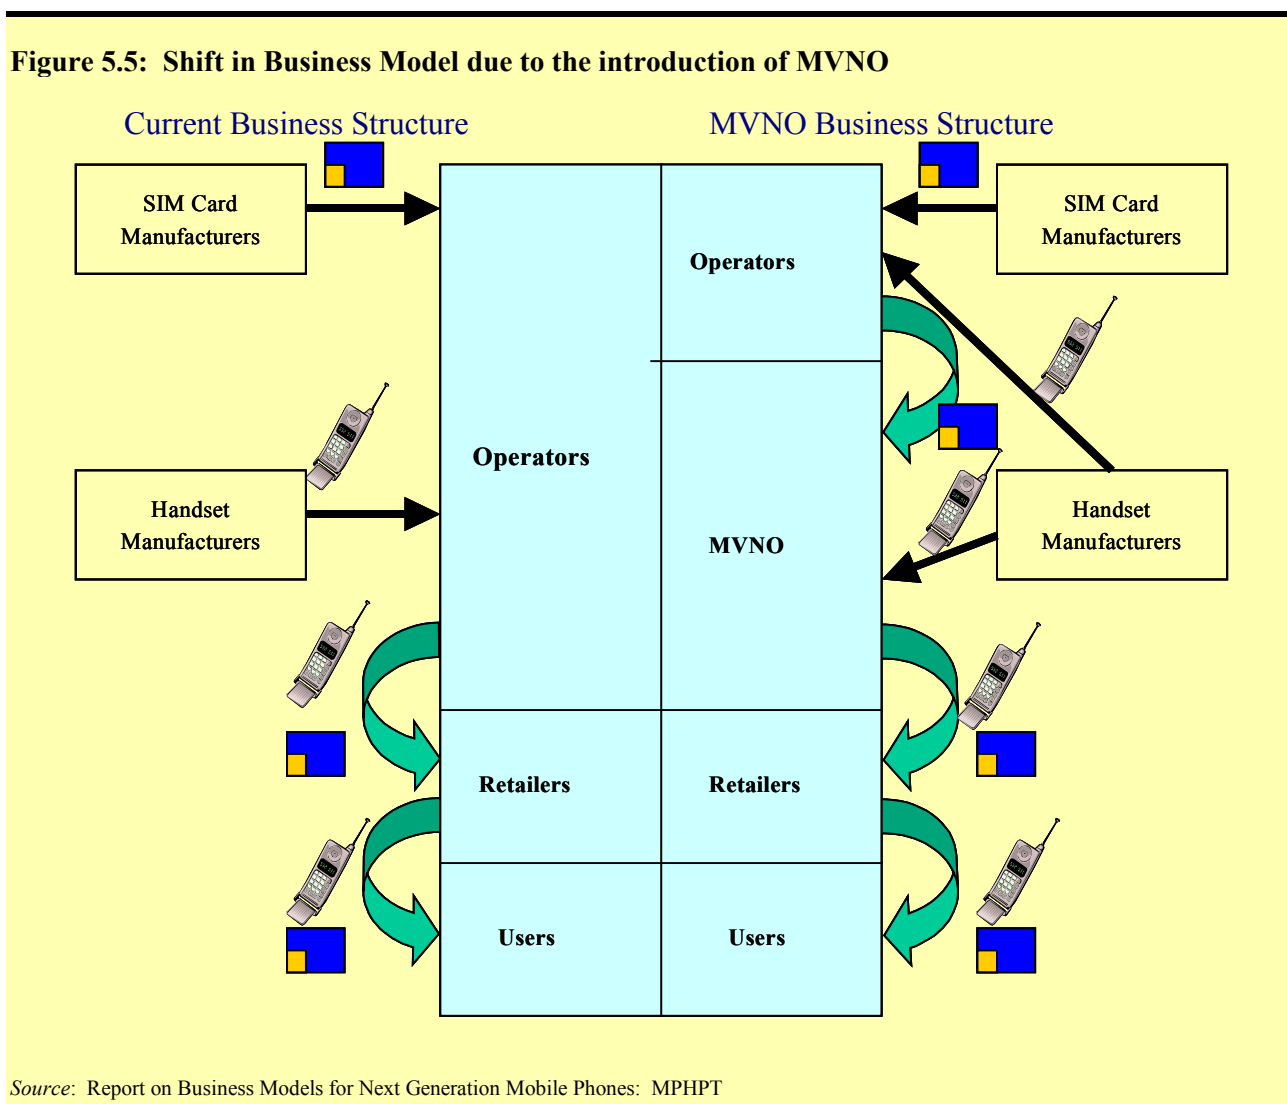 Figure 5.5:  Shift in Business Model due to the introduction of MVNO
Current Business Structure
MVNO Business Structure
SIM Card
Manufacturers
SIM Card
Manufacturers
Operators
Operators
Handset
Manufacturers
Handset
Manufacturers
MVNO
Retailers
Retailers
Users
Users
Source:  Report on Business Models for Next Generation Mobile Phones:  MPHPT